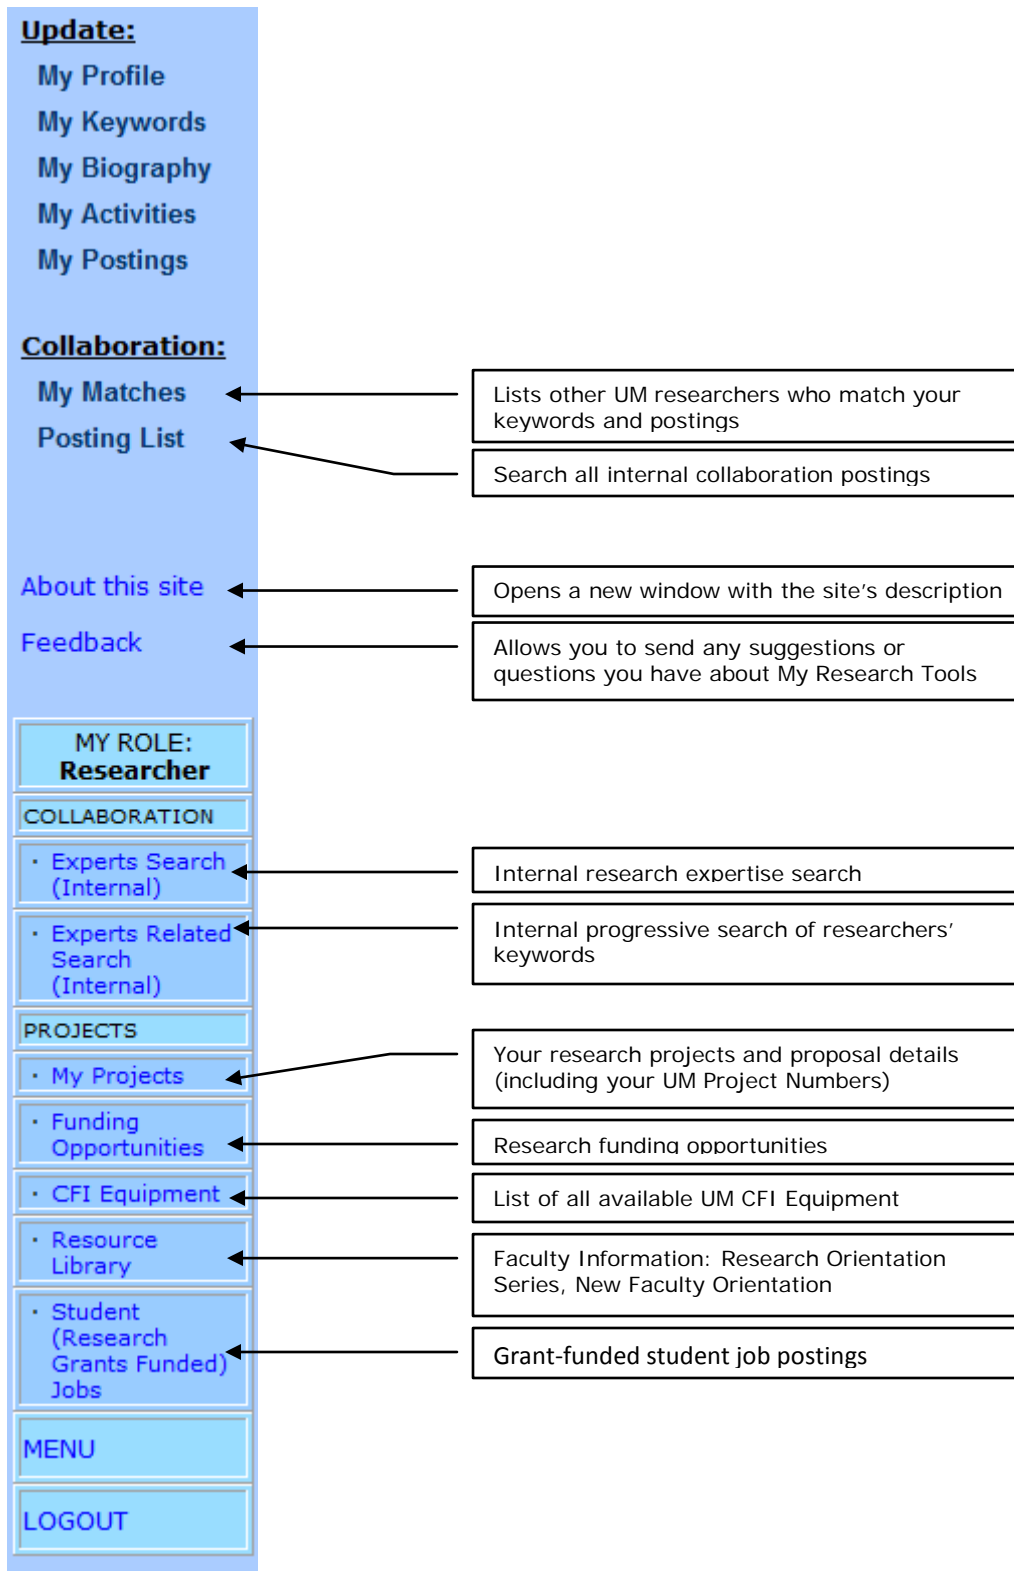 Update:
My Profile
My Keywords
My Biography
My Activities
My Postings
Collaboration:
My Matches
Lists other UM researchers who match your
keywords and postings
Posting List
Search all internal collaboration postings
About this site
Opens a new window with the site's description
Feedback
Allows you to send any suggestions or
questions you have about My Research Tools
MY ROLE:
Researcher
COLLABORATION
· Experts Search
(Internal)
Internal research expertise search
· Experts Related
Search
(Internal)
Internal progressive search of researchers'
keywords
PROJECTS
· My Projects
Your research projects and proposal details
(including your UM Project Numbers)
· Funding
Opportunities
Research funding opportunities
· CFI Equipment
List of all available UM CFI Equipment
· Resource
Library
Faculty Information: Research Orientation
Series, New Faculty Orientation
· Student
(Research
Grants Funded)
Jobs
Grant-funded student job postings
MENU
LOGOUT